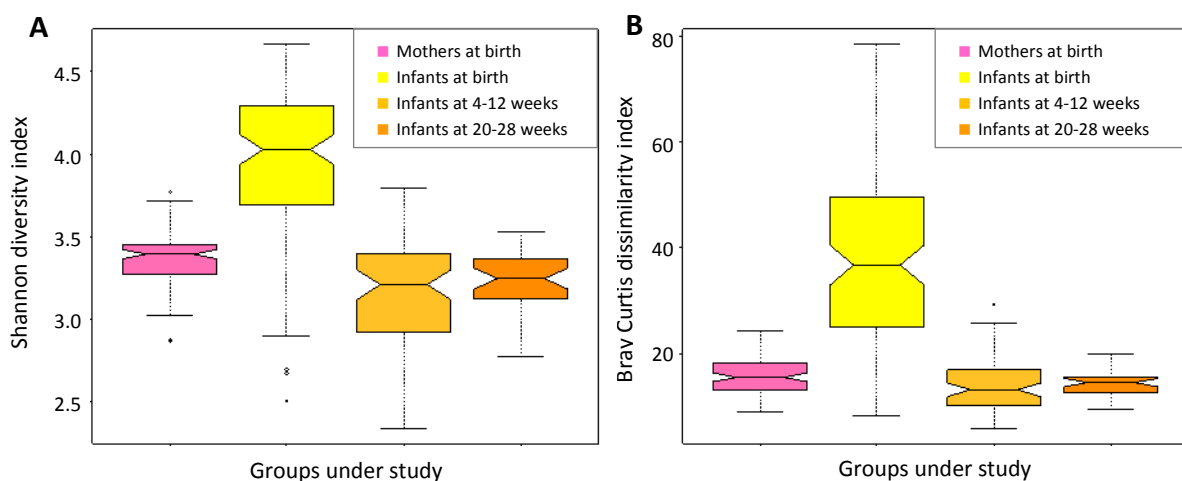 A
Shannon diversity index
4.5
4.0
3.5
3.0
2.5
Mothers at birth
Infants at birth
Infants at 4-12 weeks
Infants at 20-28 weeks
Groups under study
B
Brav Curtis dissimilarity index
80
60
40
20
Mothers at birth
Infants at birth
Infants at 4-12 weeks
Infants at 20-28 weeks
Groups under study